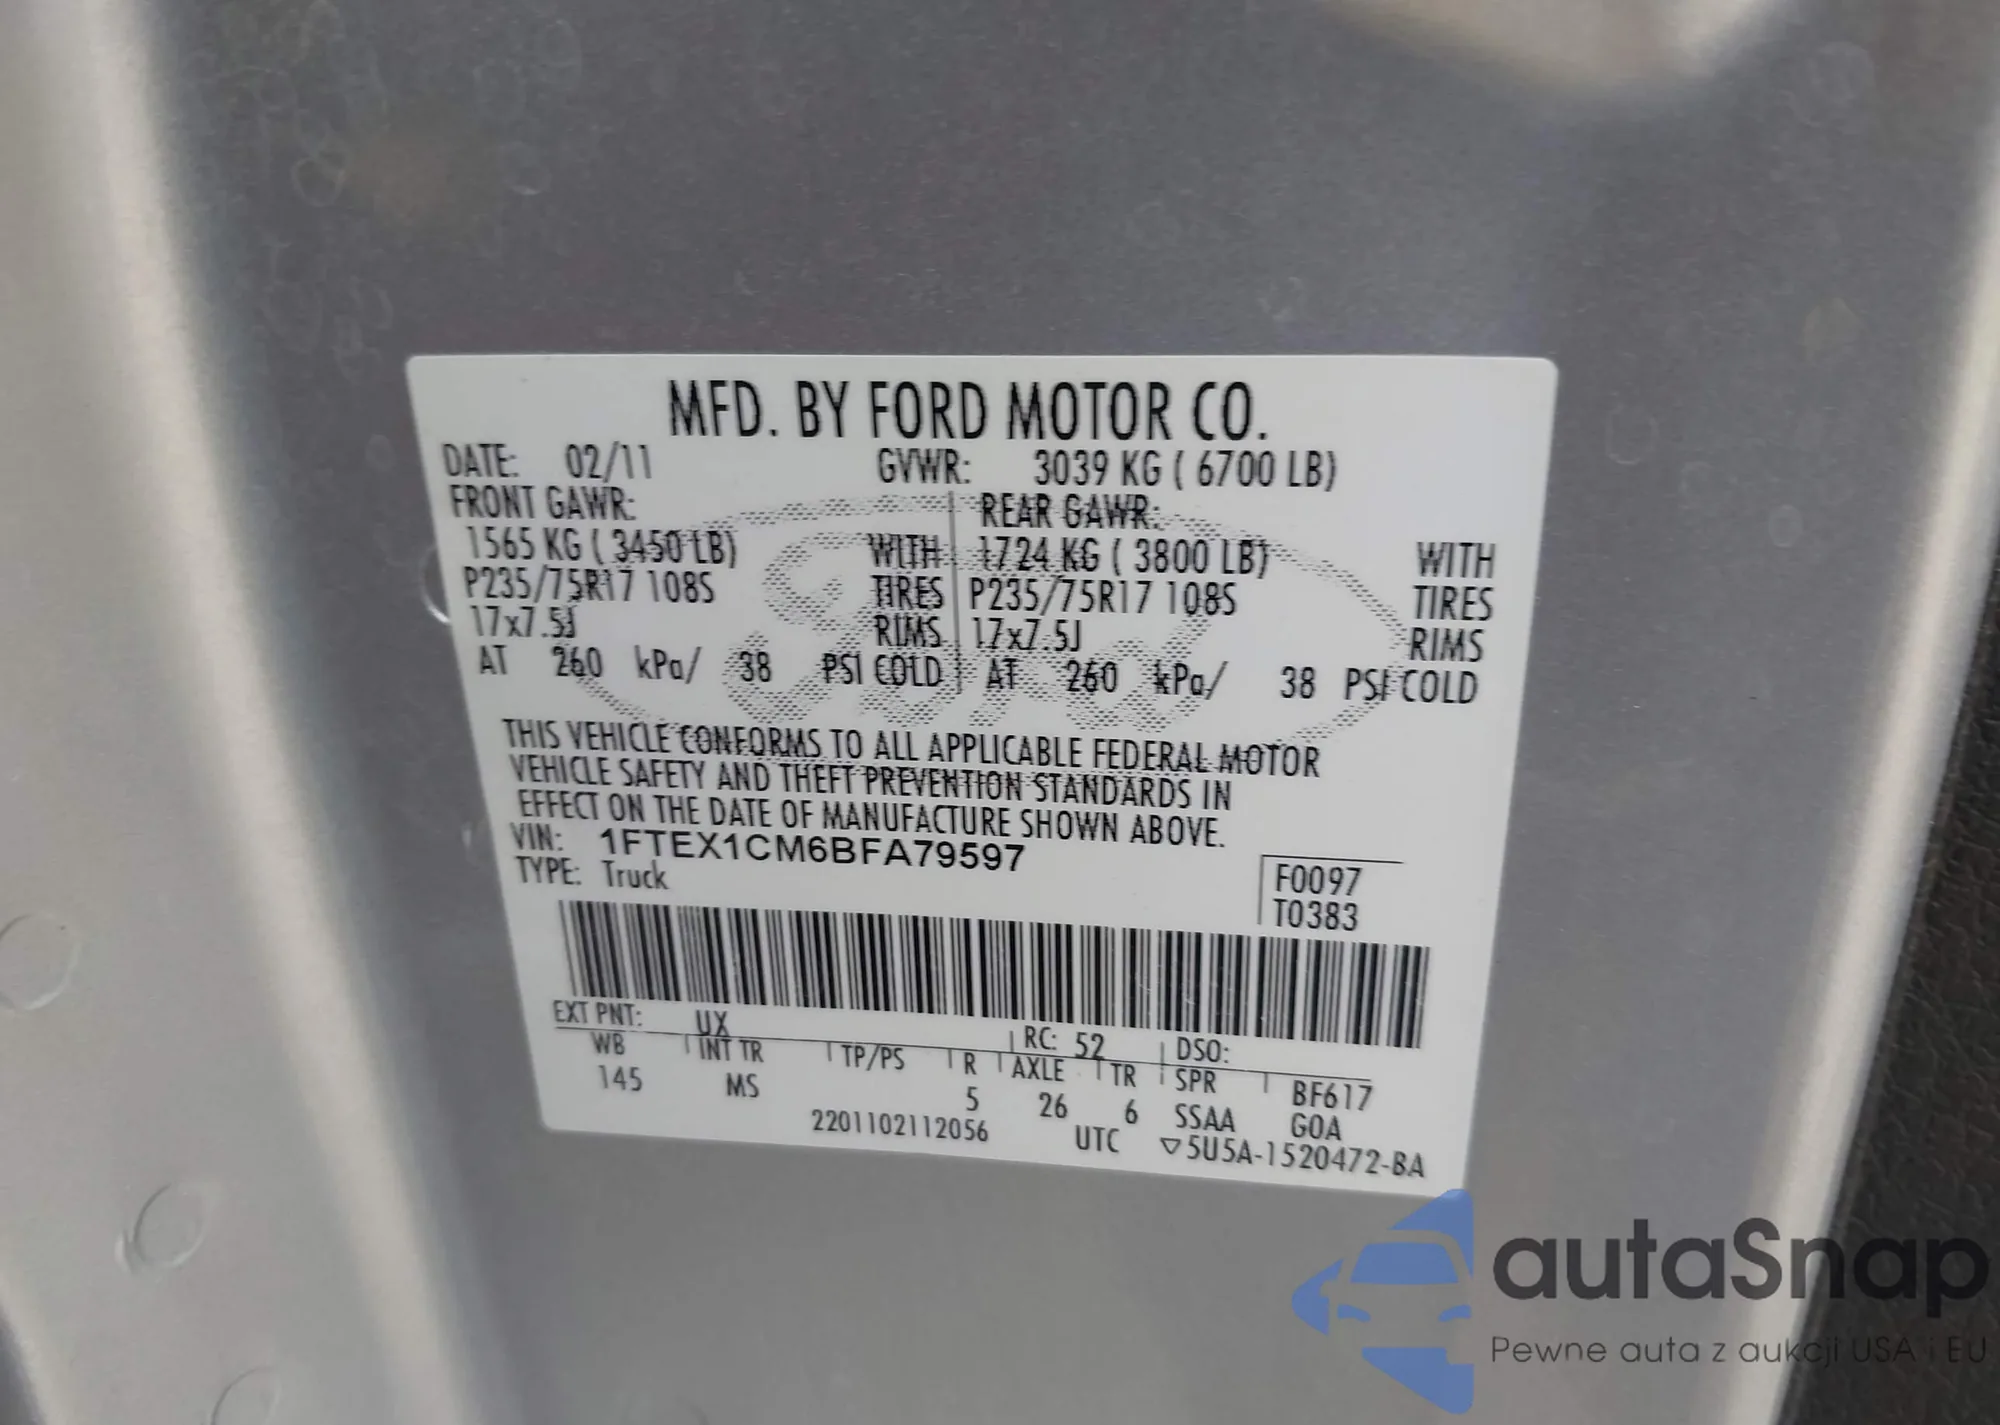 MFD. BY FORD MOTOR CO.
DATE: 02/11 GVWR: 3039 KG ( 6700 LB)
FRONT GAWR: REAR GAWR:
1565 KG ( 3450 LB) WITH 1724 KG ( 3800 LB) WITH
P235/75R17 108S TIRES P235/75R17 108S TIRES
17x7.5J RIMS 17x7.5J RIMS
AT 260 kPa/ 38 PSI COLD AT 260 kPa/ 38 PSI COLD
Ford
THIS VEHICLE CONFORMS TO ALL APPLICABLE FEDERAL MOTOR
VEHICLE SAFETY AND THEFT PREVENTION STANDARDS IN
EFFECT ON THE DATE OF MANUFACTURE SHOWN ABOVE.
VIN: 1FTEX1CM6BFA79597
TYPE: Truck
F0097
T0383
EXT PNT: UX RC: 52 DSO:
WB INT TR TP/PS R AXLE TR SPR BF617
145 MS 5 26 6 SSAA GOA
2201102112056 UTC ▽5U5A-1520472-BA
autaSnap
Pewne auta z aukcji USA i EU